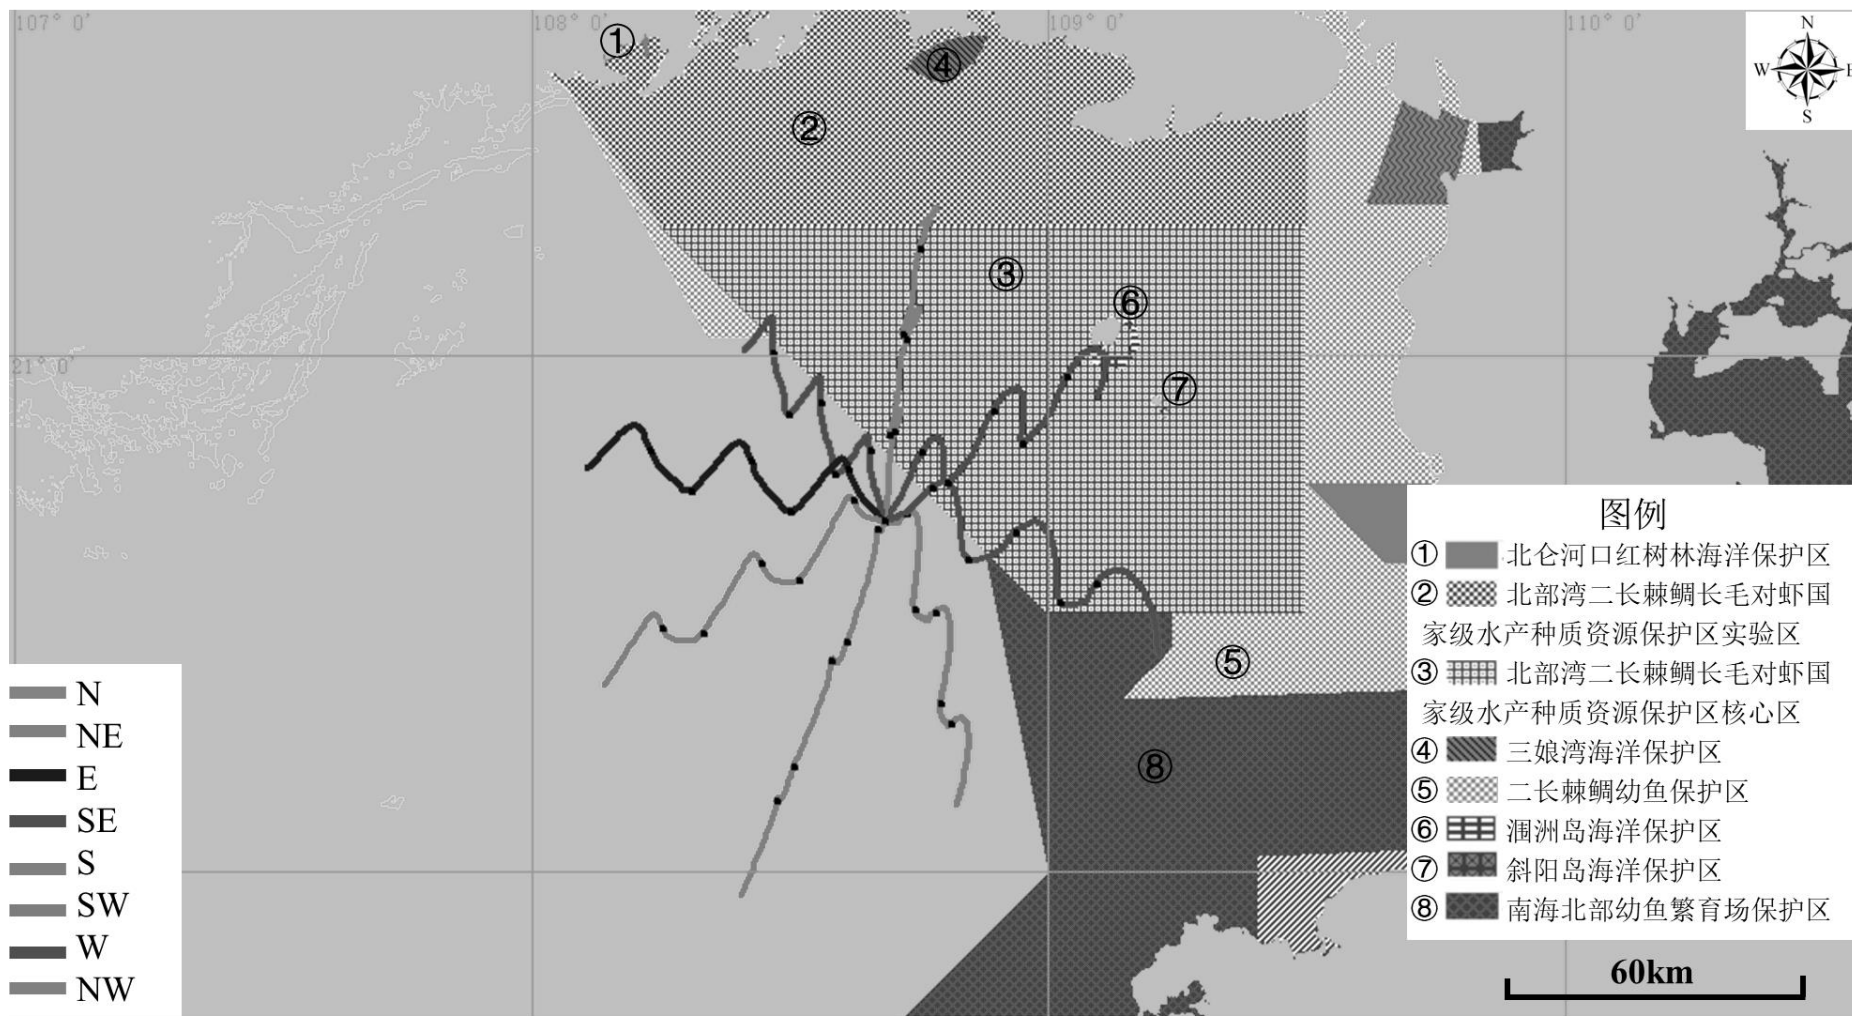 107° 0′
108° 0′
109° 0′
110° 0′
N
W
E
S
①
④
②
③
⑥
21° 0′
⑦
⑤
⑧
图例
① 北仑河口红树林海洋保护区
② 北部湾二长棘鲷长毛对虾国
家级水产种质资源保护区实验区
③ 北部湾二长棘鲷长毛对虾国
家级水产种质资源保护区核心区
④ 三娘湾海洋保护区
⑤ 二长棘鲷幼鱼保护区
⑥ 涠洲岛海洋保护区
⑦ 斜阳岛海洋保护区
⑧ 南海北部幼鱼繁育场保护区
N
NE
E
SE
S
SW
W
NW
60km